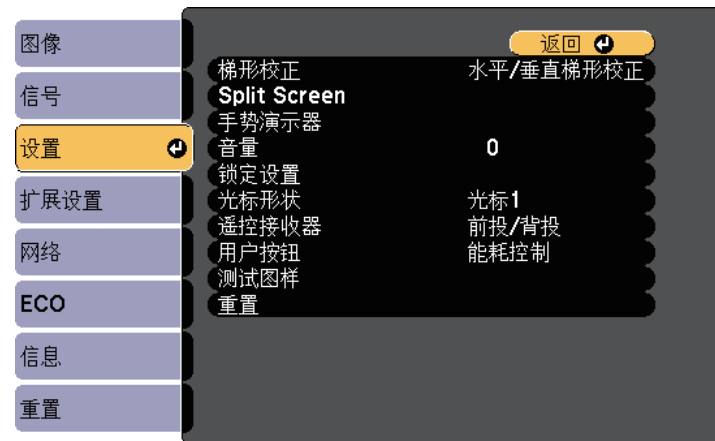 图像
信号
设置
扩展设置
网络
ECO
信息
重置
返回
梯形校正 水平/垂直梯形校正
Split Screen
手势演示器
音量 0
锁定设置
光标形状 光标1
遥控接收器 前投/背投
用户按钮 能耗控制
测试图样
重置